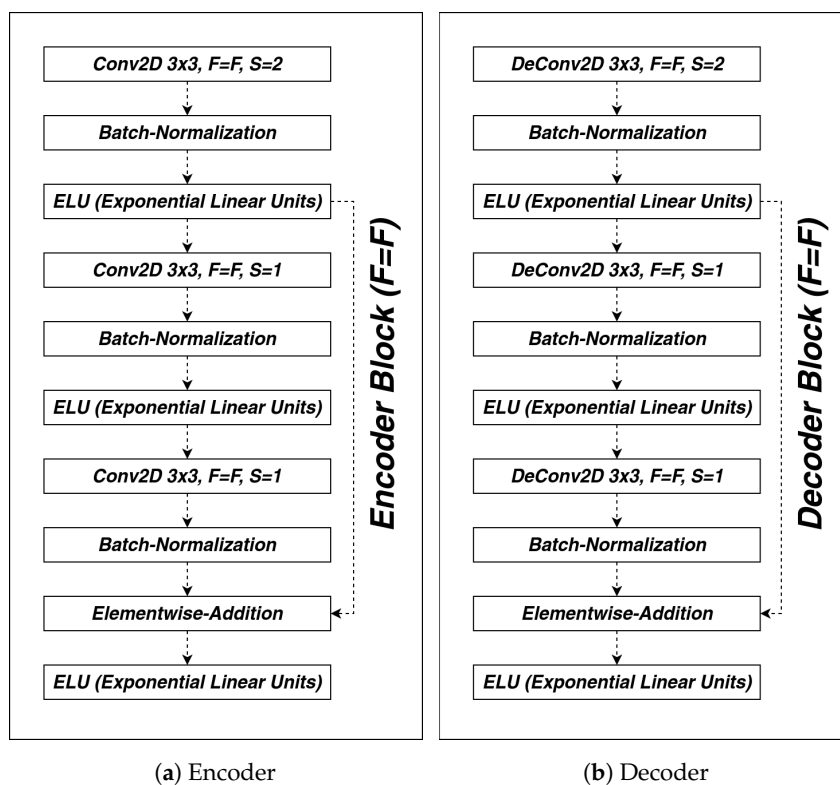 Conv2D 3x3, F=F, S=2
Batch-Normalization
ELU (Exponential Linear Units)
Conv2D 3x3, F=F, S=1
Batch-Normalization
ELU (Exponential Linear Units)
Conv2D 3x3, F=F, S=1
Batch-Normalization
Elementwise-Addition
ELU (Exponential Linear Units)
Encoder Block (F=F)
(a) Encoder
DeConv2D 3x3, F=F, S=2
Batch-Normalization
ELU (Exponential Linear Units)
DeConv2D 3x3, F=F, S=1
Batch-Normalization
ELU (Exponential Linear Units)
DeConv2D 3x3, F=F, S=1
Batch-Normalization
Elementwise-Addition
ELU (Exponential Linear Units)
Decoder Block (F=F)
(b) Decoder